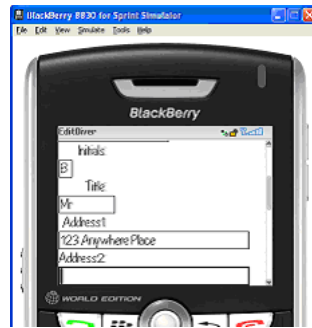 BlackBerry 8830 for Sprint Simulator
File Edit View Simulate Tools Help
BlackBerry
EditDiver
Initials:
B
Title:
Mr
Address1:
123 Anywhere Place
Address2:
WORLD EDITION